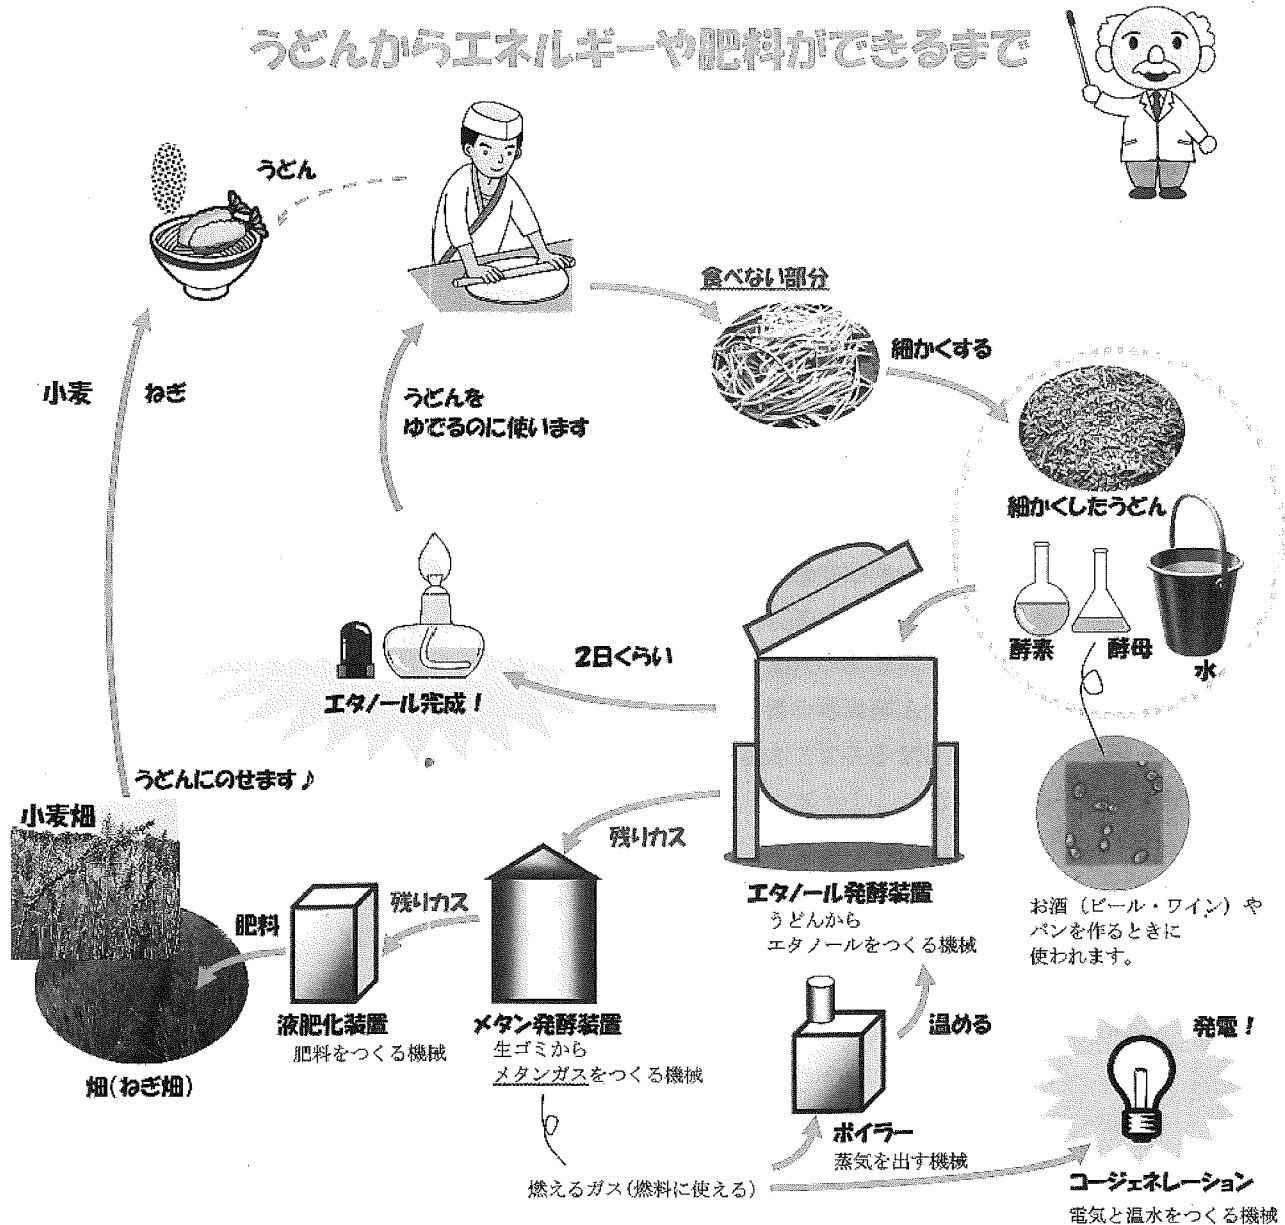 うどんからエネルギーや肥料ができるまで
うどん
食べない部分
細かくする
小麦
ねぎ
うどんを
ゆでるのに使います
細かくしたうどん
酵素
酵母
水
2日くらい
エタノール完成！
うどんにのせます♪
小麦畑
残りカス
エタノール発酵装置
うどんから
エタノールをつくる機械
お酒（ビール・ワイン）や
パンを作るときに
使われます。
残りカス
肥料
液肥化装置
肥料をつくる機械
メタン発酵装置
生ゴミから
メタンガスをつくる機械
温める
発電！
畑（ねぎ畑）
ボイラー
蒸気を出す機械
燃えるガス（燃料に使える）
コージェネレーション
電気と温水をつくる機械